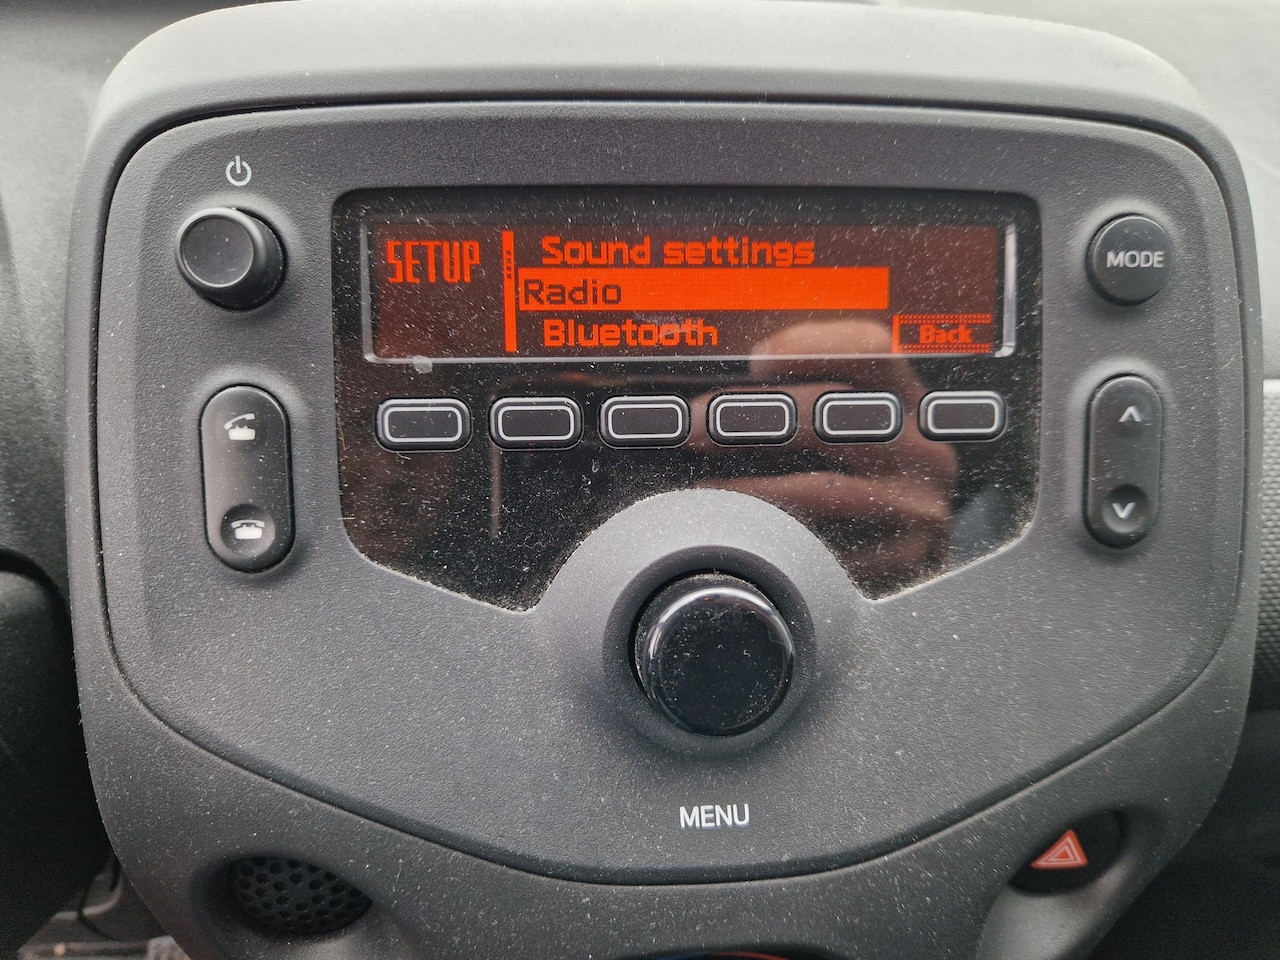 SETUP
Sound settings
Radio
Bluetooth
Back
MODE
MENU